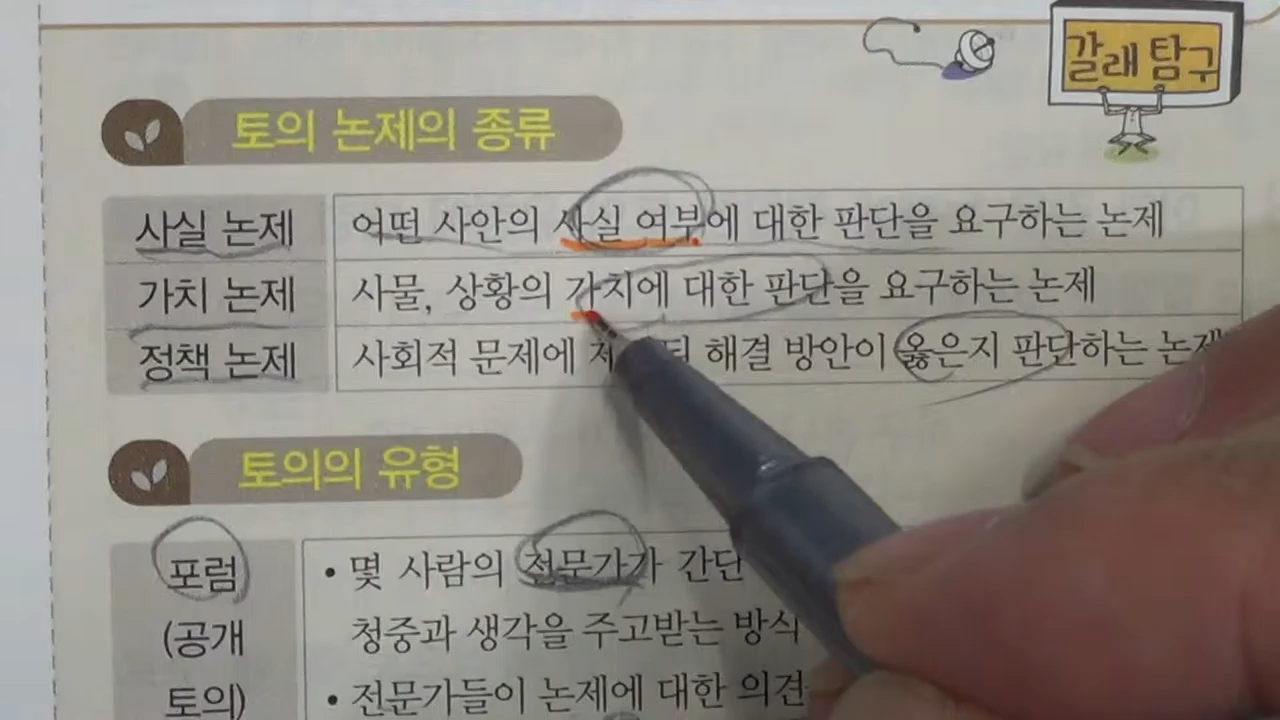 갈래 탐구
토의 논제의 종류
사실 논제 어떤 사안의 사실 여부에 대한 판단을 요구하는 논제
가치 논제 사물, 상황의 가치에 대한 판단을 요구하는 논제
정책 논제 사회적 문제에 해결 방안이 옳은지 판단하는 논제
토의의 유형
포럼 • 몇 사람의 전문가가 간단
(공개 청중과 생각을 주고받는 방식
토의) • 전문가들이 논제에 대한 의견